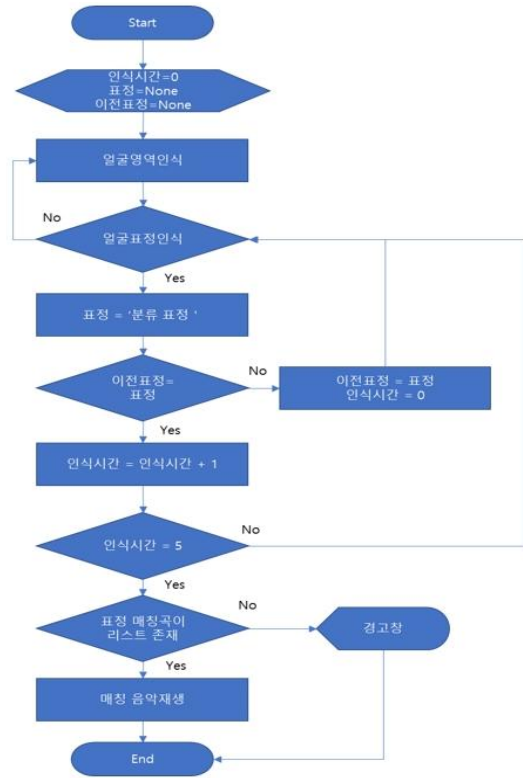 Start
인식시간=0
표정=None
이전표정=None
얼굴영역인식
No
얼굴표정인식
Yes
표정 = '분류 표정 '
이전표정=
표정
No
이전표정 = 표정
인식시간 = 0
Yes
인식시간 = 인식시간 + 1
인식시간 = 5
No
Yes
표정 매칭곡이
리스트 존재
No
경고창
Yes
매칭 음악재생
End